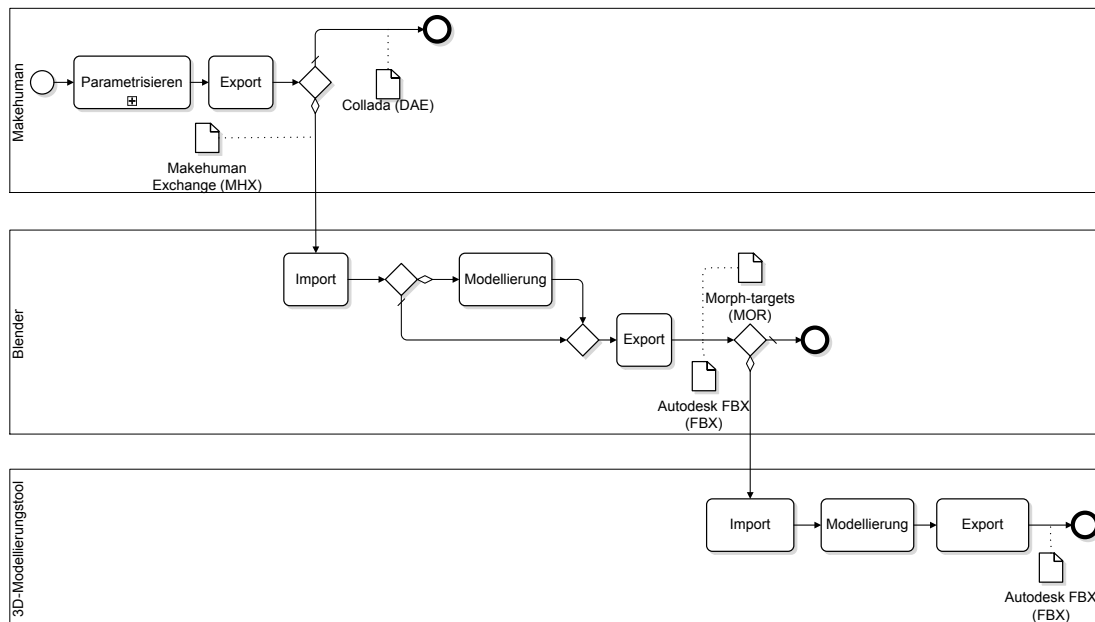 Makehuman
Parametrisieren
Export
Collada (DAE)
Makehuman
Exchange (MHX)
Blender
Import
Modellierung
Export
Morph-targets
(MOR)
Autodesk FBX
(FBX)
3D-Modellierungstool
Import
Modellierung
Export
Autodesk FBX
(FBX)